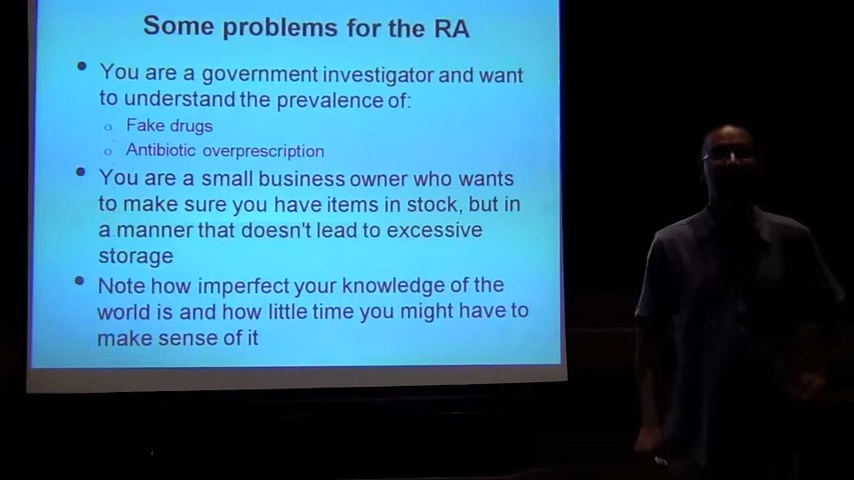 Some problems for the RA
• You are a government investigator and want
to understand the prevalence of:
o Fake drugs
o Antibiotic overprescription
• You are a small business owner who wants
to make sure you have items in stock, but in
a manner that doesn't lead to excessive
storage
• Note how imperfect your knowledge of the
world is and how little time you might have to
make sense of it